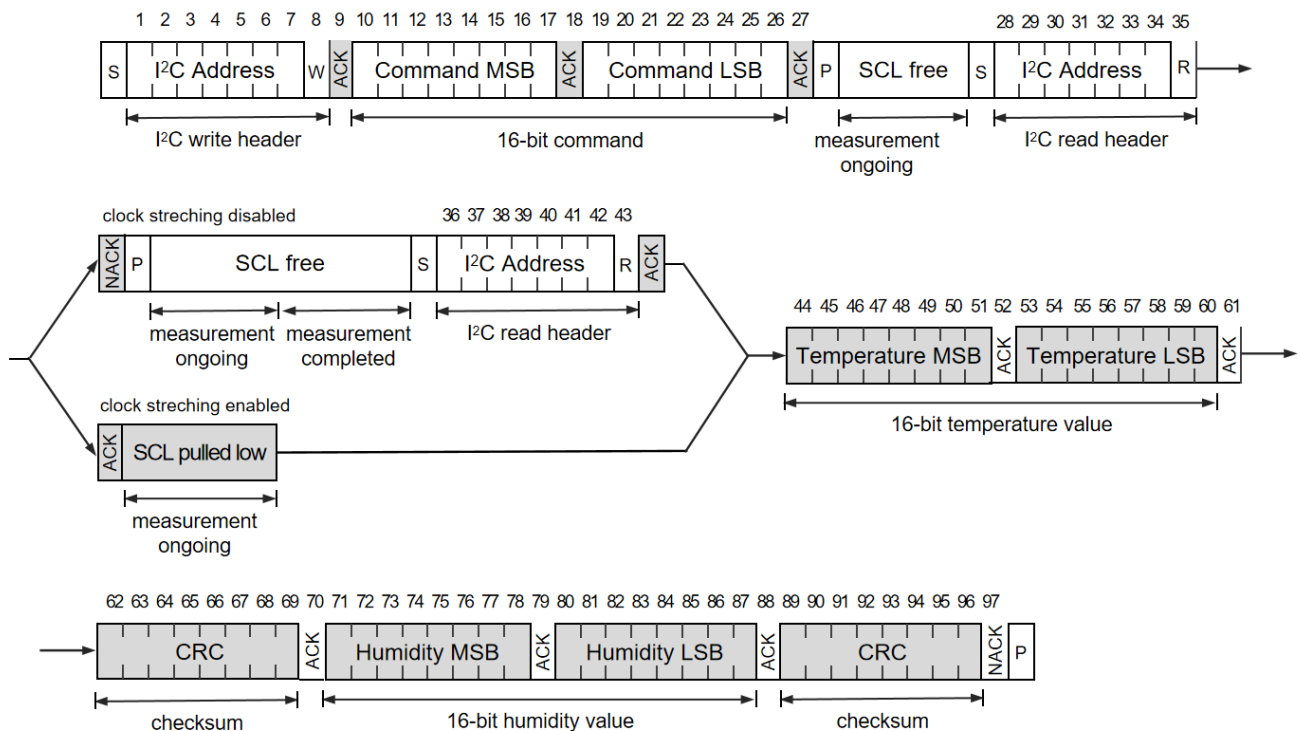 1 2 3 4 5 6 7 8 9 10 11 12 13 14 15 16 17 18 19 20 21 22 23 24 25 26 27 28 29 30 31 32 33 34 35
S I²C Address W ACK Command MSB ACK Command LSB ACK P SCL free S I²C Address R
I²C write header 16-bit command measurement ongoing I²C read header
clock streching disabled 36 37 38 39 40 41 42 43
NACK P SCL free S I²C Address R ACK
measurement ongoing measurement completed I²C read header
44 45 46 47 48 49 50 51 52 53 54 55 56 57 58 59 60 61
Temperature MSB ACK Temperature LSB ACK
16-bit temperature value
clock streching enabled
ACK SCL pulled low
measurement
ongoing
62 63 64 65 66 67 68 69 70 71 72 73 74 75 76 77 78 79 80 81 82 83 84 85 86 87 88 89 90 91 92 93 94 95 96 97
CRC ACK Humidity MSB ACK Humidity LSB ACK CRC NACK P
checksum 16-bit humidity value checksum